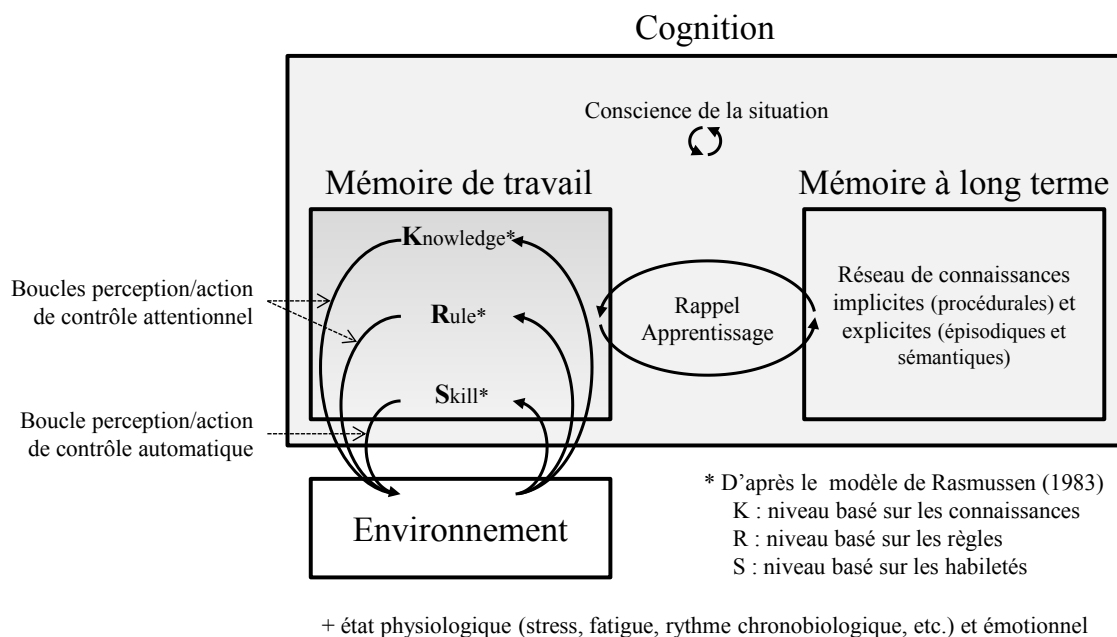 Cognition
Conscience de la situation
Mémoire de travail
Mémoire à long terme
Knowledge*
Rule*
Skill*
Boucles perception/action
de contrôle attentionnel
Boucle perception/action
de contrôle automatique
Rappel
Apprentissage
Réseau de connaissances
implicites (procédurales) et
explicites (épisodiques et
sémantiques)
Environnement
* D’après le modèle de Rasmussen (1983)
K : niveau basé sur les connaissances
R : niveau basé sur les règles
S : niveau basé sur les habiletés
+ état physiologique (stress, fatigue, rythme chronobiologique, etc.) et émotionnel